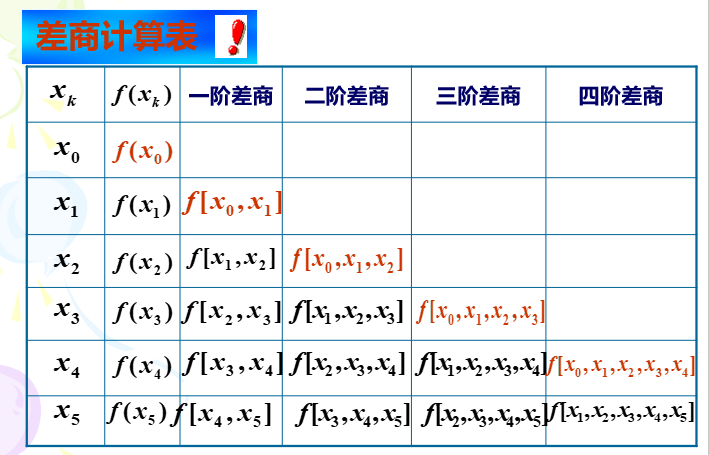 差商计算表 !
x_k f(x_k) 一阶差商 二阶差商 三阶差商 四阶差商
x_0 f(x_0)
x_1 f(x_1) f[x_0,x_1]
x_2 f(x_2) f[x_1,x_2] f[x_0,x_1,x_2]
x_3 f(x_3) f[x_2,x_3] f[x_1,x_2,x_3] f[x_0,x_1,x_2,x_3]
x_4 f(x_4) f[x_3,x_4] f[x_2,x_3,x_4] f[x_1,x_2,x_3,x_4] f[x_0,x_1,x_2,x_3,x_4]
x_5 f(x_5) f[x_4,x_5] f[x_3,x_4,x_5] f[x_2,x_3,x_4,x_5] f[x_1,x_2,x_3,x_4,x_5]